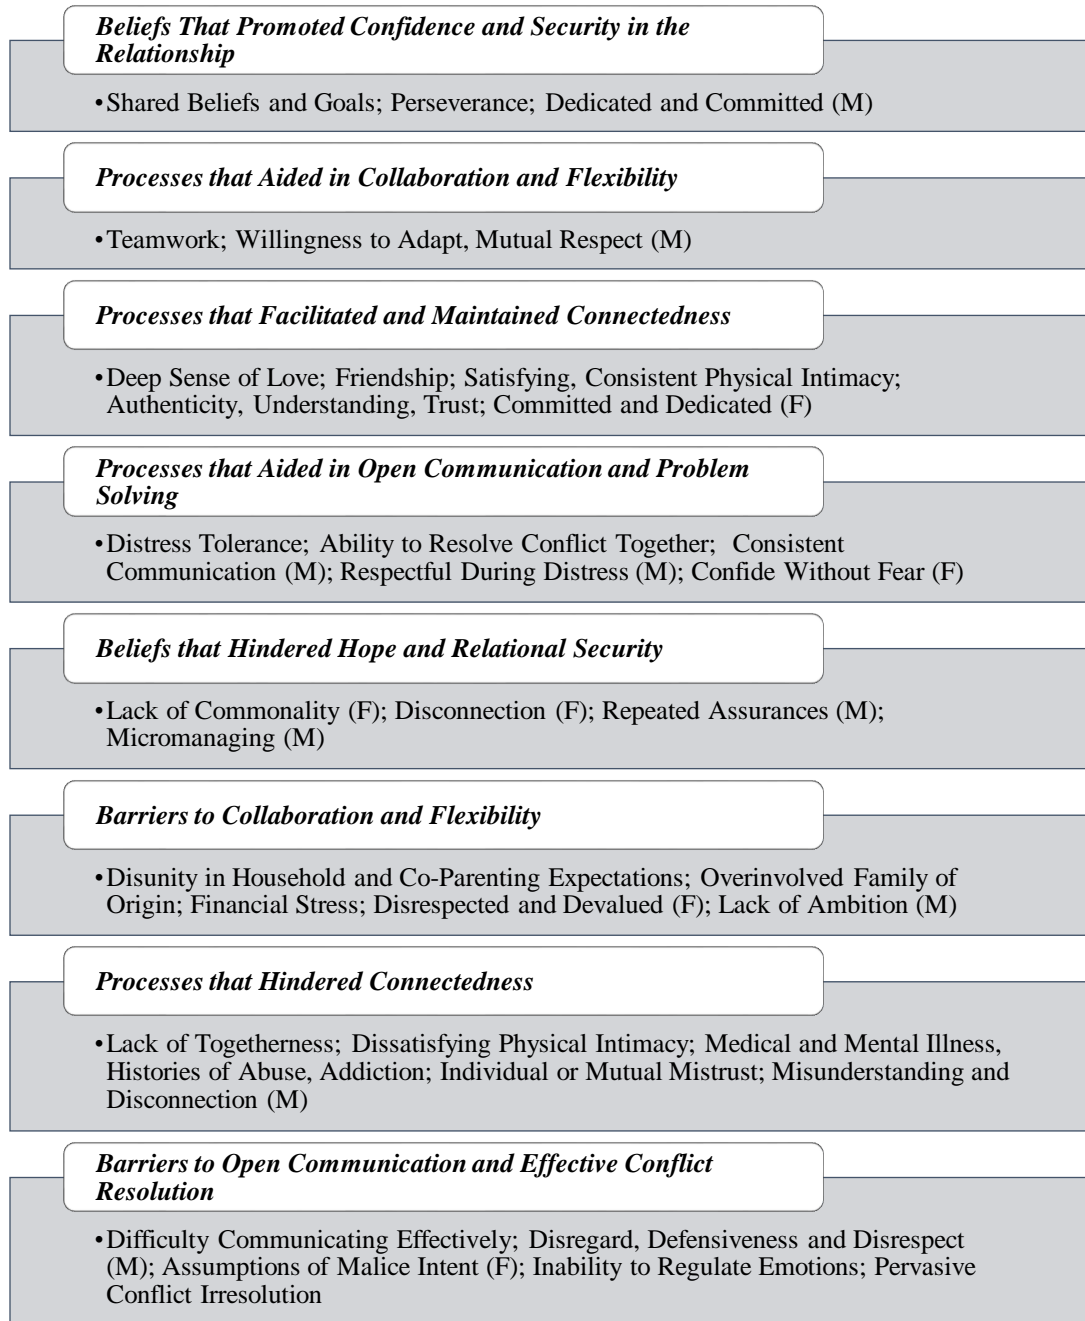 Beliefs That Promoted Confidence and Security in the
Relationship
•Shared Beliefs and Goals; Perseverance; Dedicated and Committed (M)
Processes that Aided in Collaboration and Flexibility
•Teamwork; Willingness to Adapt, Mutual Respect (M)
Processes that Facilitated and Maintained Connectedness
•Deep Sense of Love; Friendship; Satisfying, Consistent Physical Intimacy;
Authenticity, Understanding, Trust; Committed and Dedicated (F)
Processes that Aided in Open Communication and Problem
Solving
•Distress Tolerance; Ability to Resolve Conflict Together; Consistent
Communication (M); Respectful During Distress (M); Confide Without Fear (F)
Beliefs that Hindered Hope and Relational Security
•Lack of Commonality (F); Disconnection (F); Repeated Assurances (M);
Micromanaging (M)
Barriers to Collaboration and Flexibility
•Disunity in Household and Co-Parenting Expectations; Overinvolved Family of
Origin; Financial Stress; Disrespected and Devalued (F); Lack of Ambition (M)
Processes that Hindered Connectedness
•Lack of Togetherness; Dissatisfying Physical Intimacy; Medical and Mental Illness,
Histories of Abuse, Addiction; Individual or Mutual Mistrust; Misunderstanding and
Disconnection (M)
Barriers to Open Communication and Effective Conflict
Resolution
•Difficulty Communicating Effectively; Disregard, Defensiveness and Disrespect
(M); Assumptions of Malice Intent (F); Inability to Regulate Emotions; Pervasive
Conflict Irresolution